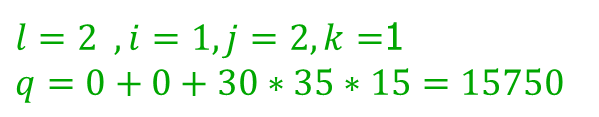 l = 2 ,i = 1,j = 2,k =1
q = 0 + 0 + 30 * 35 * 15 = 15750